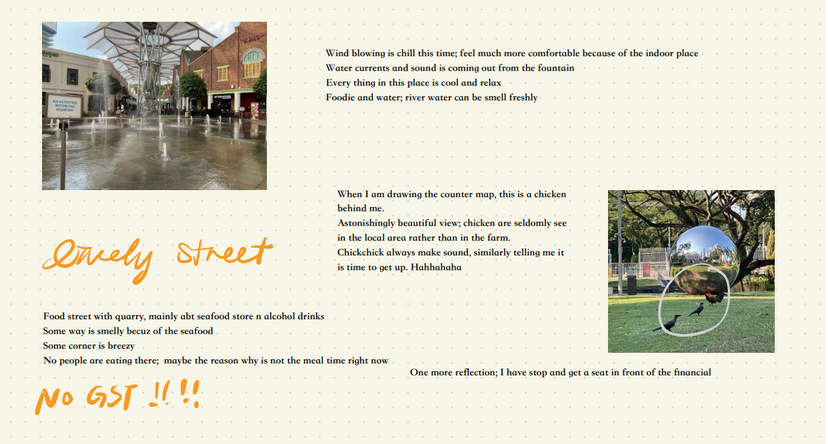 Wind blowing is chill this time; feel much more comfortable because of the indoor place
Water currents and sound is coming out from the fountain
Every thing in this place is cool and relax
Foodie and water; river water can be smell freshly
When I am drawing the counter map, this is a chicken
behind me.
Astonishingly beautiful view; chicken are seldomly see
in the local area rather than in the farm.
Chickchick always make sound, similarly telling me it
is time to get up. Hahhahaha
Lovely street
Food street with quarry, mainly abt seafood store n alcohol drinks
Some way is smelly becuz of the seafood
Some corner is breezy
No people are eating there;  maybe the reason why is not the meal time right now
One more reflection; I have stop and get a seat in front of the financial
NO GST !! !!